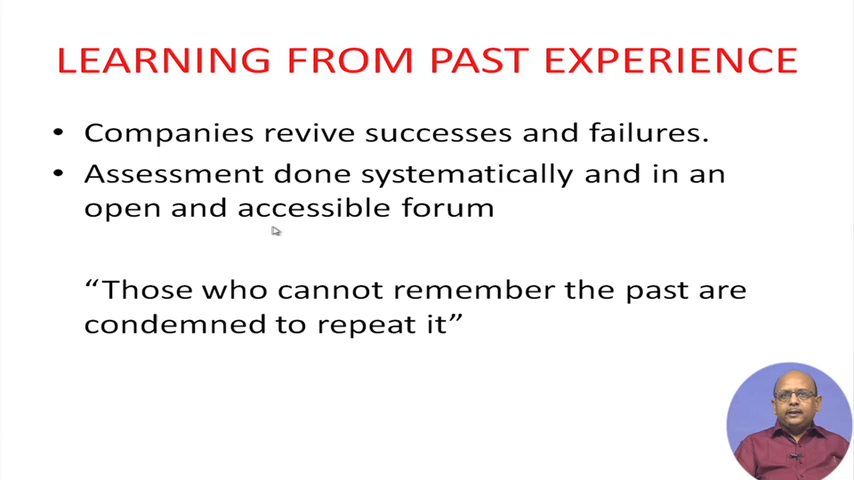 LEARNING FROM PAST EXPERIENCE
• Companies revive successes and failures.
• Assessment done systematically and in an
open and accessible forum
“Those who cannot remember the past are
condemned to repeat it”